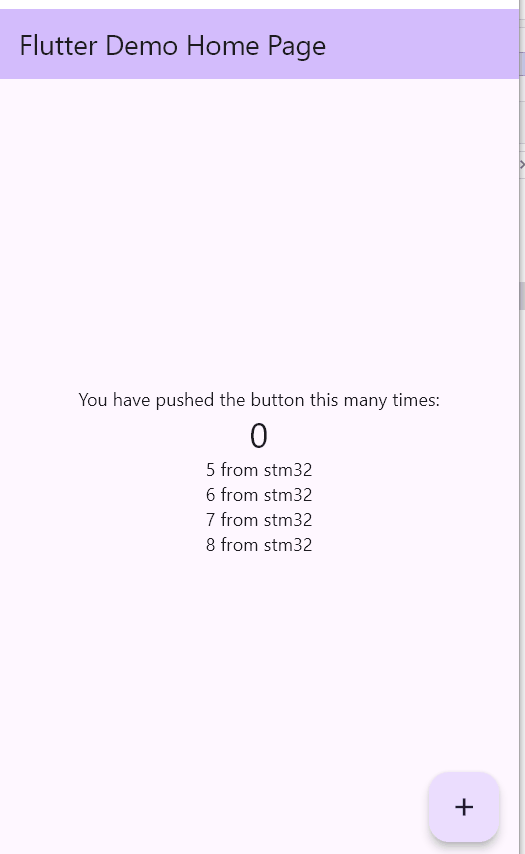 Flutter Demo Home Page
You have pushed the button this many times:
0
5 from stm32
6 from stm32
7 from stm32
8 from stm32
+